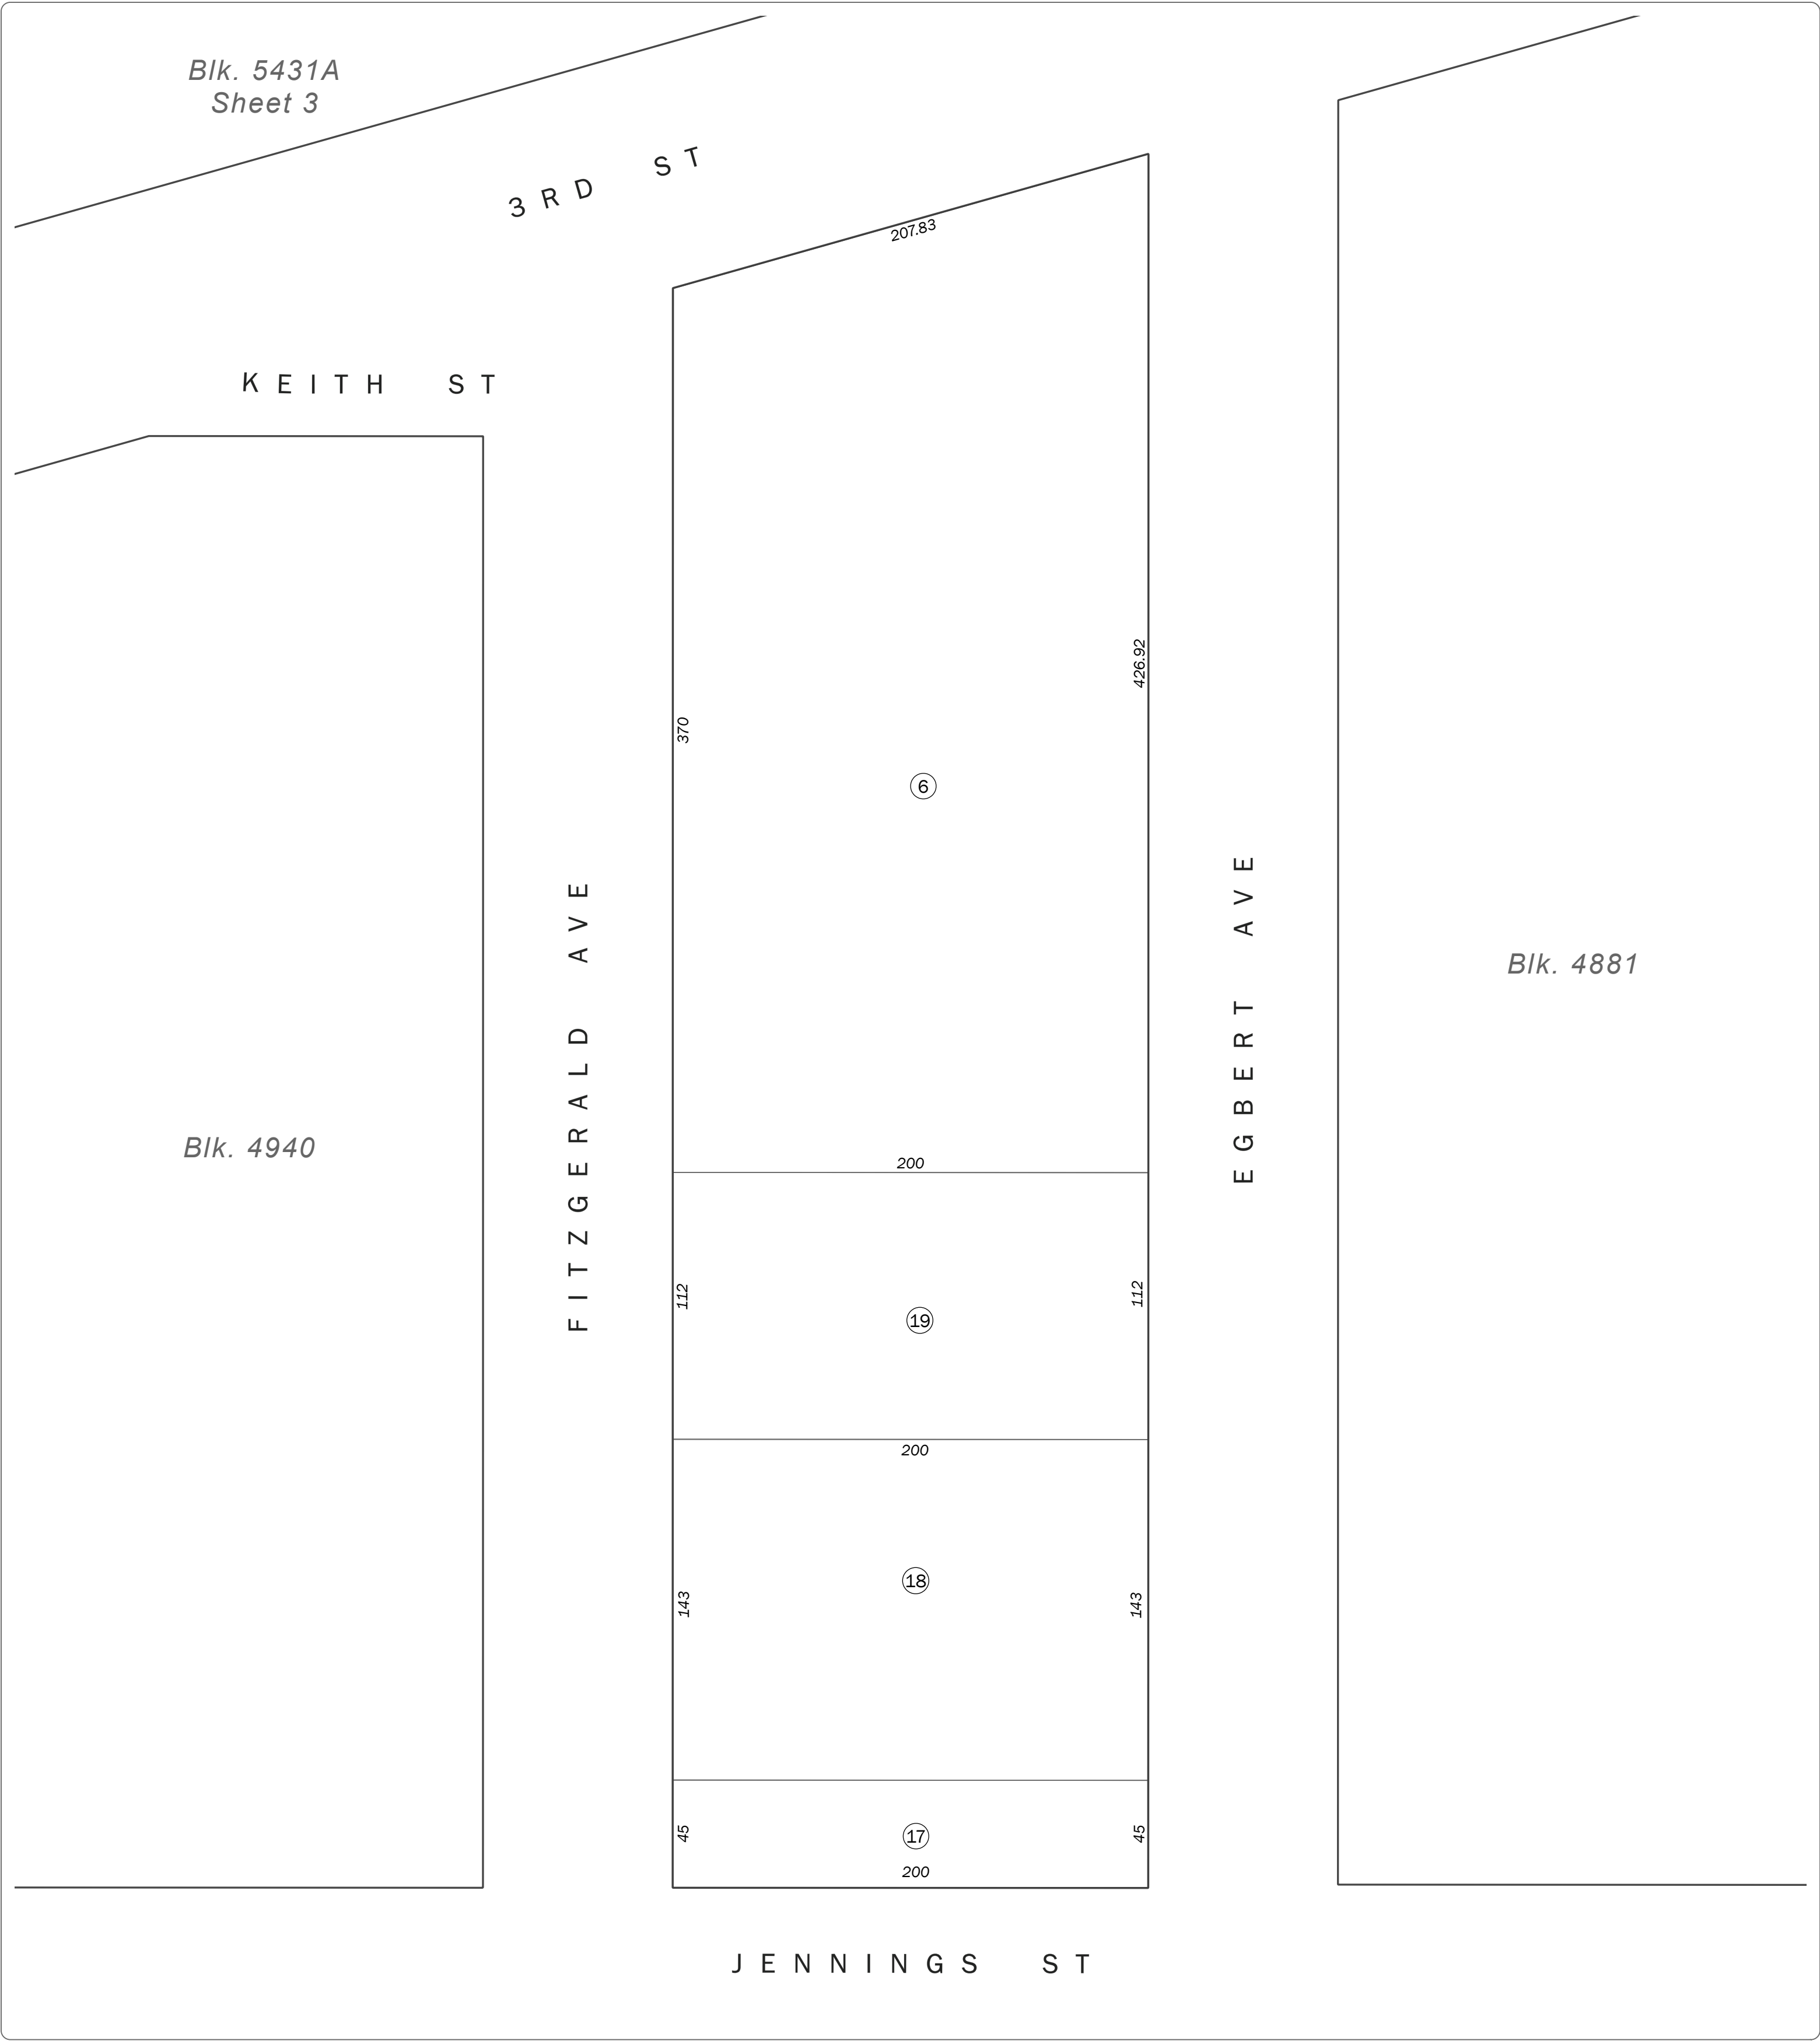 Blk. 5431A
Sheet 3
3RD ST
207.83
KEITH ST
426.92
370
6
EGBERT AVE
FITZGERALD AVE
Blk. 4881
Blk. 4940
200
112
112
19
200
18
143
143
45
17
45
200
JENNINGS ST